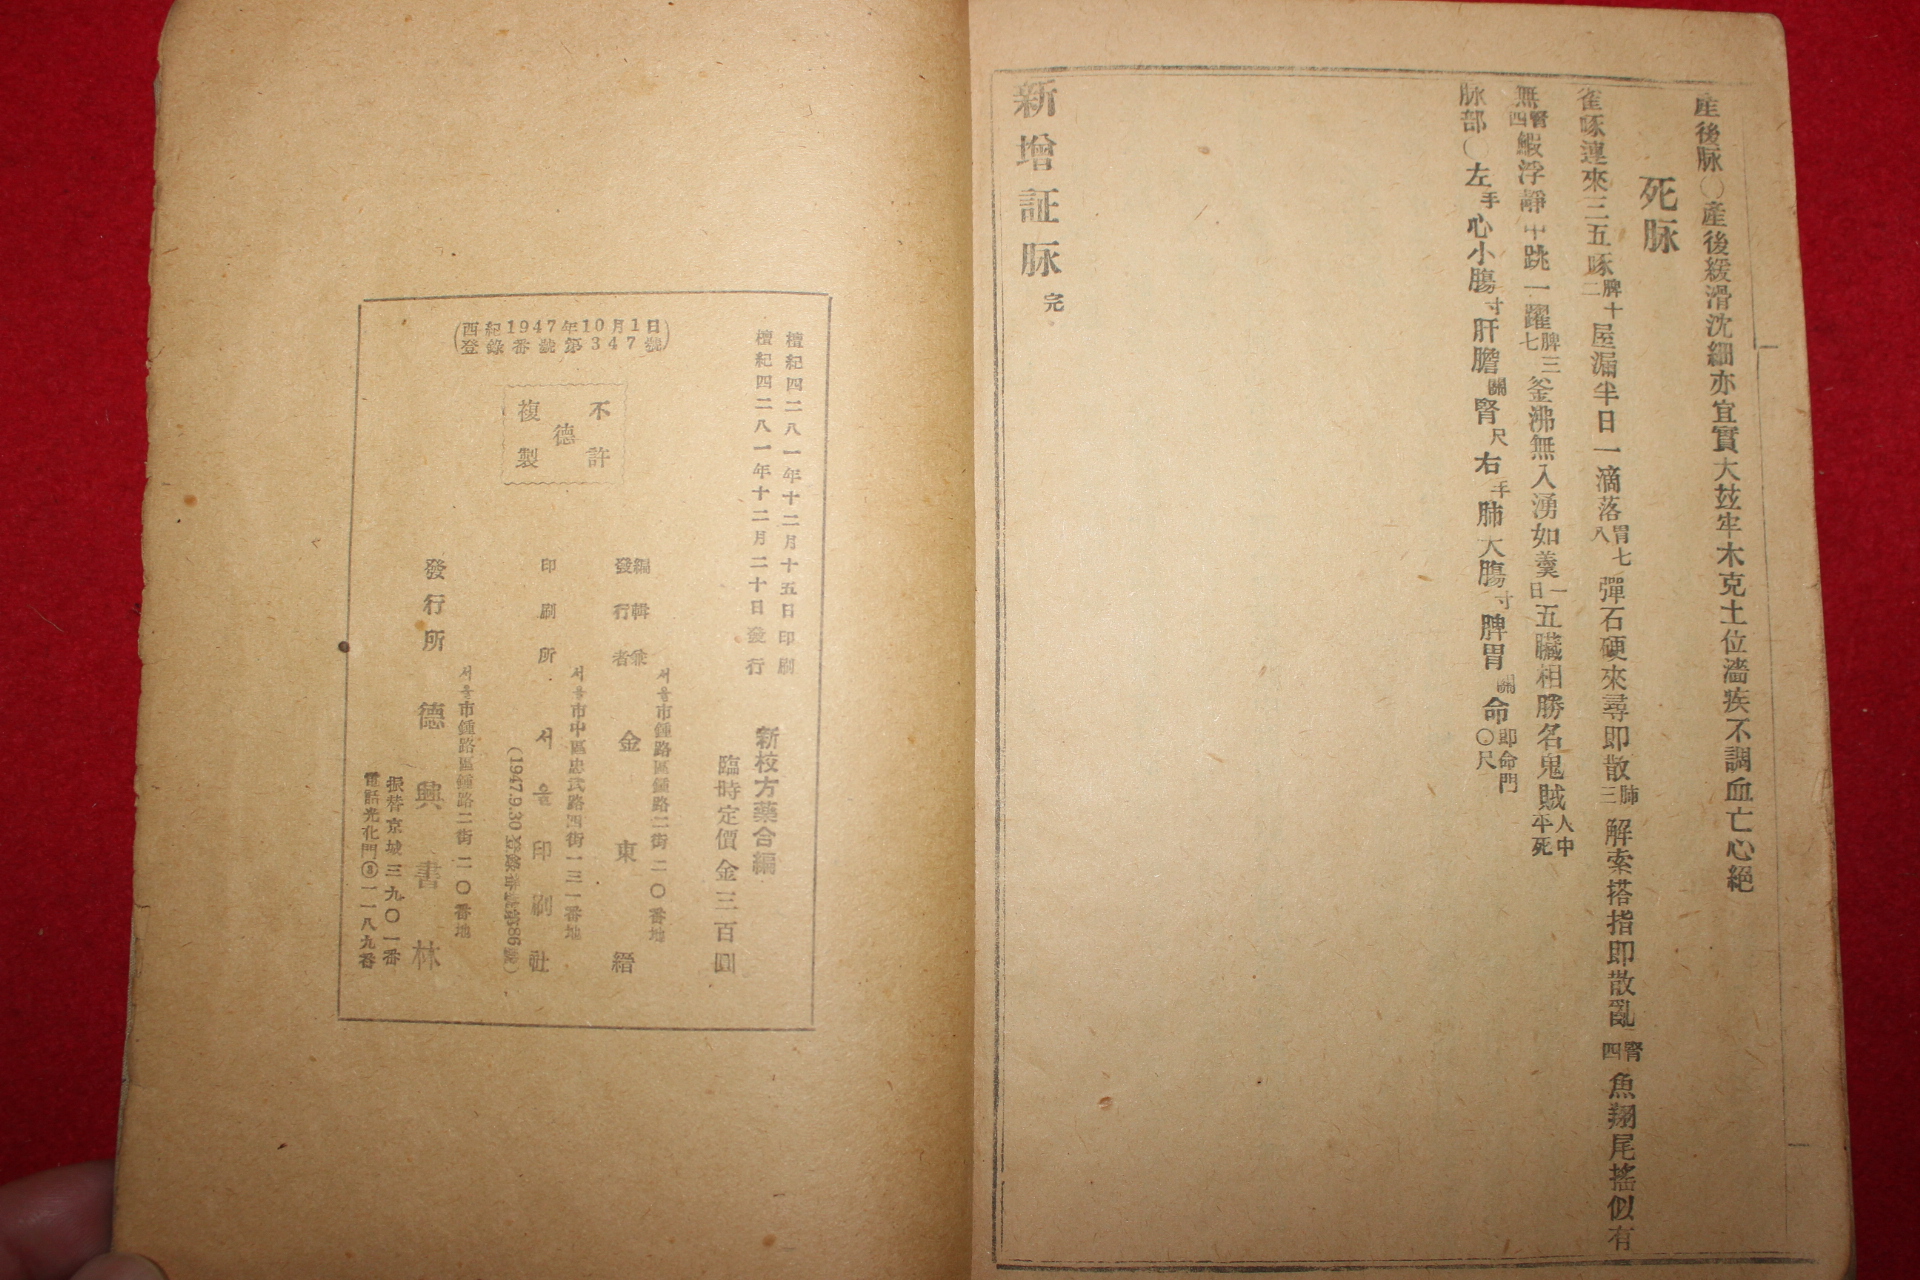 產後脉〇產後緩滑沈細亦宜實大弦牢木克土位濇疾不調血亡心絕
死脉
雀啄連來三五啄脾十二屋漏半日一滴落胃七八彈石硬來尋即散肺三解索搭指即散亂腎四魚翔尾搖似有
無腎四鰕浮靜中跳一躍脾三七釜沸無入湧如羹一日五臟相勝名鬼賊人中半死
脉部〇左手心小膓寸肝膽關腎尺右手肺大膓寸脾胃關命即命門〇尺
新增証脉完
檀紀四二八一年十二月十五日印刷
檀紀四二八一年十二月二十日發行
新校方藥合編
臨時定價金三百圓
西紀1947年10月1日
登錄番號第347號
不許
德
複製
서울市鍾路區鍾路二街二〇番地
編輯兼
發行者 金東縉
서울市中區忠武路四街一三一番地
印刷所 서울印刷社
서울市鍾路區鍾路二街二〇番地
發行所 德興書林
振替京城三九〇一番
電話光化門③一一八九番